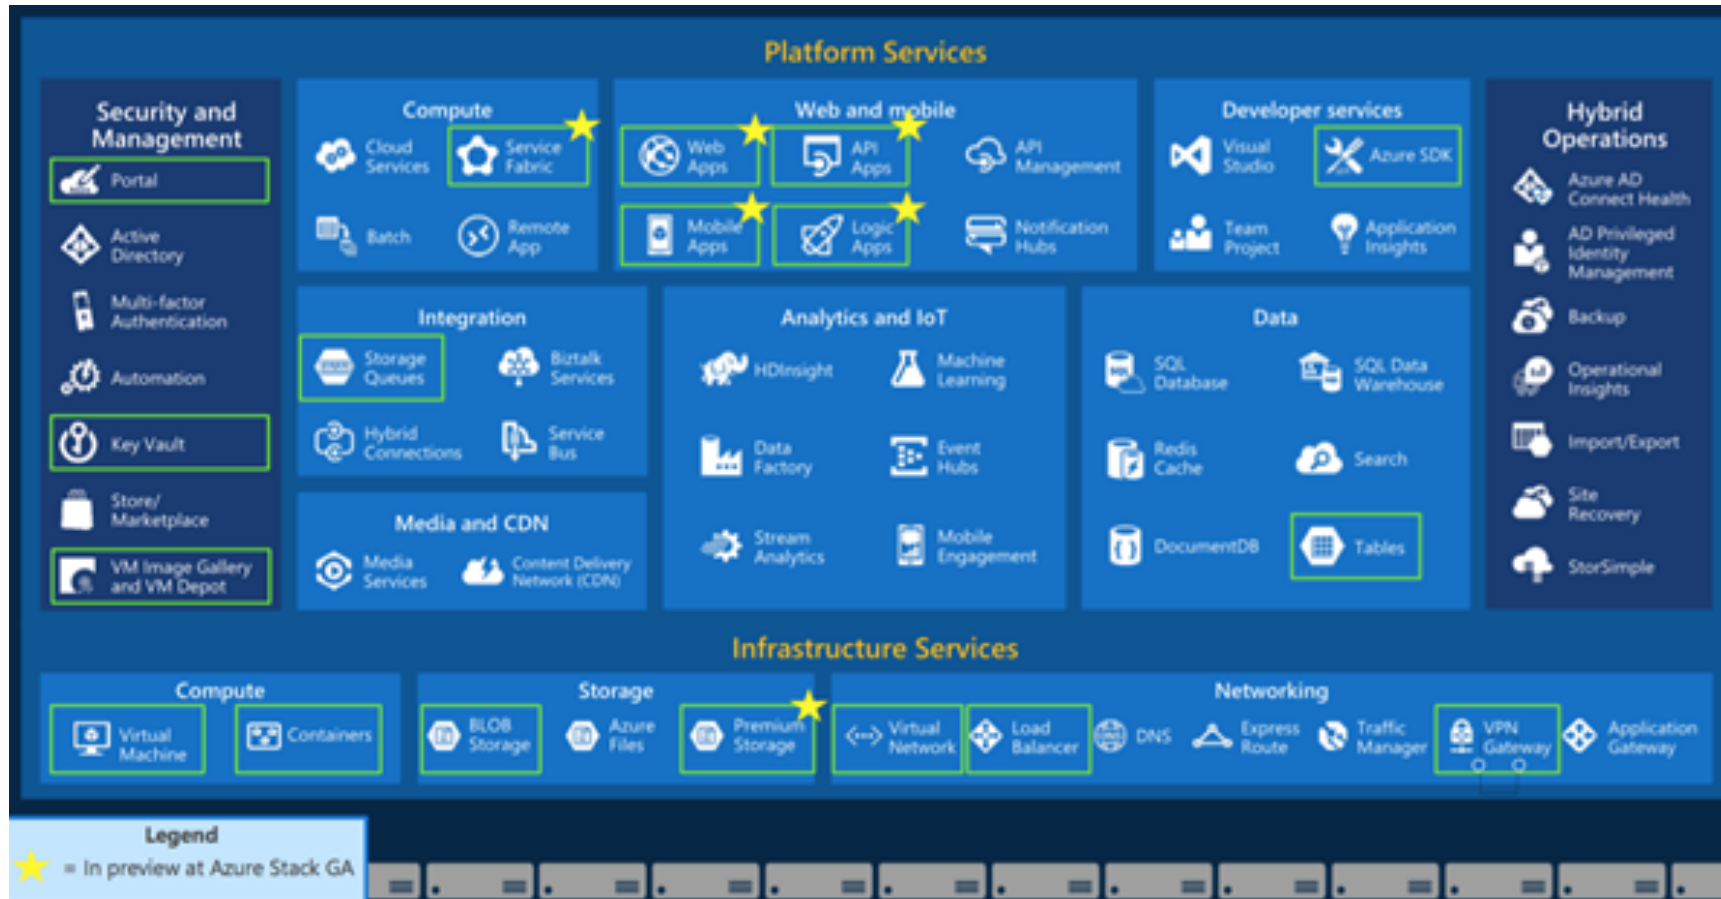 Platform Services
Security and
Management
Portal
Active
Directory
Multi-factor
Authentication
Automation
Key Vault
Store/
Marketplace
VM Image Gallery
and VM Depot
Compute
Cloud
Services
Service
Fabric
Batch
Remote
App
Web and mobile
Web
Apps
API
Apps
API
Management
Mobile
Apps
Logic
Apps
Notification
Hubs
Developer services
Visual
Studio
Azure SDK
Team
Project
Application
Insights
Hybrid
Operations
Azure AD
Connect Health
AD Privileged
Identity
Management
Backup
Operational
Insights
Import/Export
Site
Recovery
StorSimple
Integration
Storage
Queues
Biztalk
Services
Hybrid
Connections
Service
Bus
Media and CDN
Media
Services
Content Delivery
Network (CDN)
Analytics and IoT
HDInsight
Machine
Learning
Data
Factory
Event
Hubs
Stream
Analytics
Mobile
Engagement
Data
SQL
Database
SQL Data
Warehouse
Redis
Cache
Search
DocumentDB
Tables
Infrastructure Services
Compute
Virtual
Machine
Containers
Storage
BLOB
Storage
Azure
Files
Premium
Storage
Networking
Virtual
Network
Load
Balancer
DNS
Express
Route
Traffic
Manager
VPN
Gateway
Application
Gateway
Legend
= In preview at Azure Stack GA